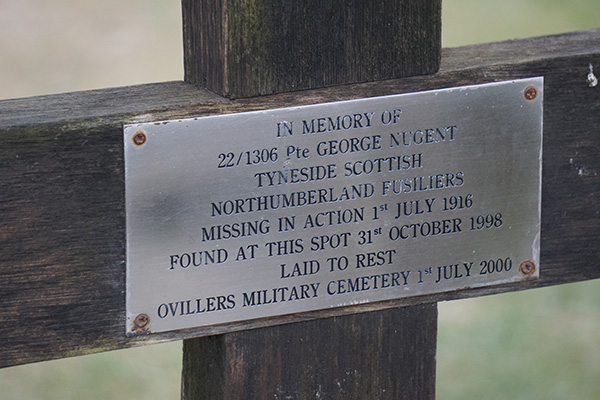 IN MEMORY OF
22/1306 Pte GEORGE NUGENT
TYNESIDE SCOTTISH
NORTHUMBERLAND FUSILIERS
MISSING IN ACTION 1st JULY 1916
FOUND AT THIS SPOT 31st OCTOBER 1998
LAID TO REST
OVILLERS MILITARY CEMETERY 1st JULY 2000